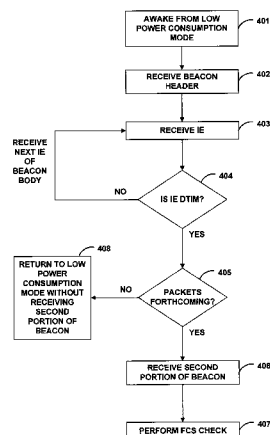 AWAKE FROM LOW
POWER CONSUMPTION
MODE
401
RECEIVE BEACON
HEADER
402
RECEIVE IE
403
RECEIVE
NEXT IE
OF
BEACON
BODY
404
NO
IS IE DTIM?
YES
408
RETURN TO LOW
POWER
CONSUMPTION
MODE WITHOUT
RECEIVING
SECOND
PORTION OF
BEACON
NO
405
PACKETS
FORTHCOMING?
YES
RECEIVE SECOND
PORTION OF BEACON
406
PERFORM FCS CHECK
407